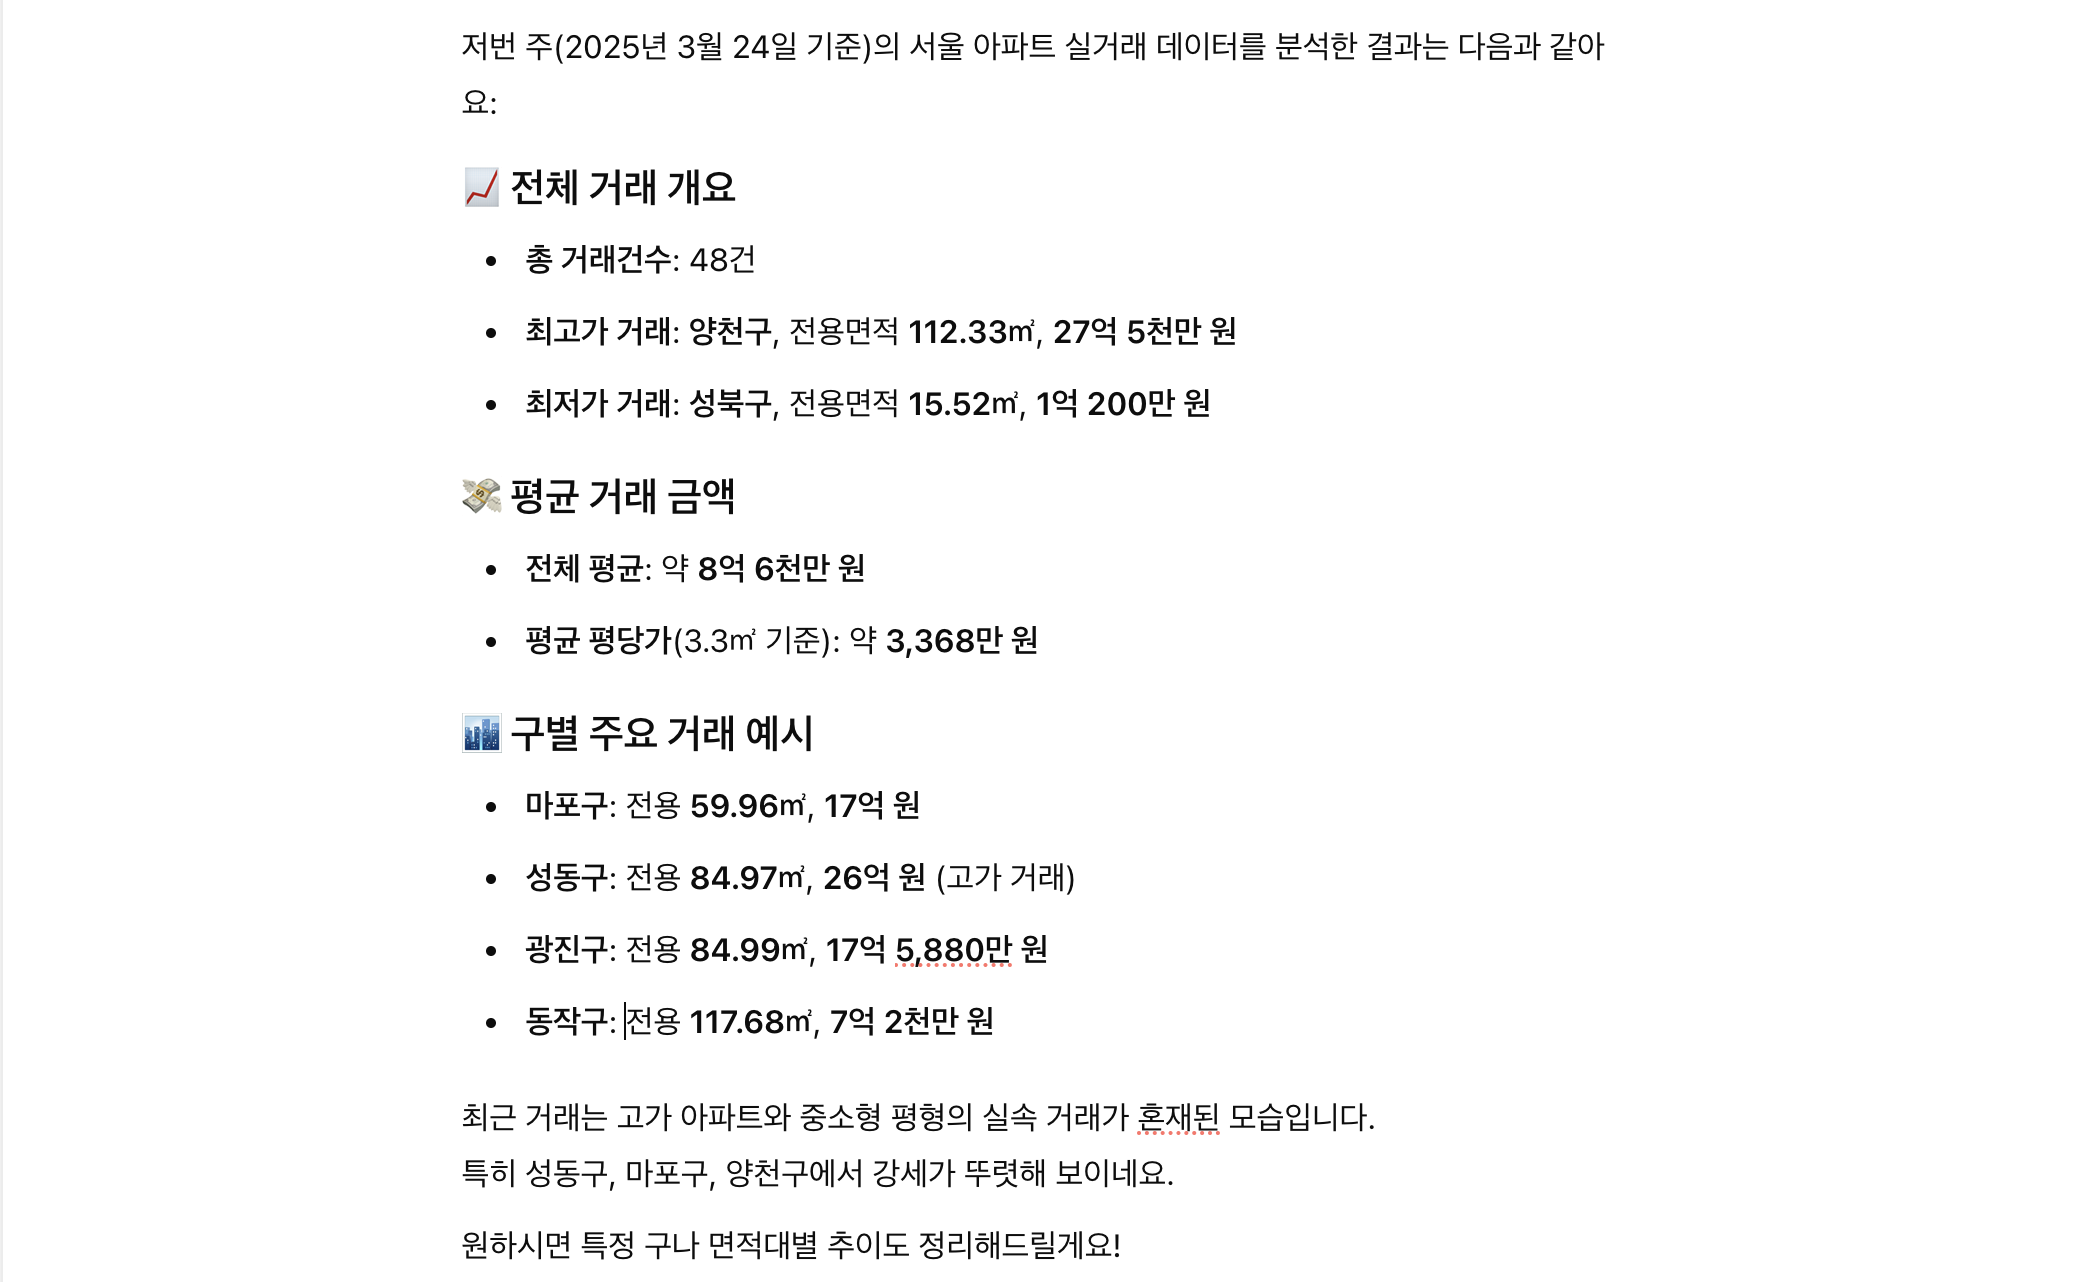 저번 주(2025년 3월 24일 기준)의 서울 아파트 실거래 데이터를 분석한 결과는 다음과 같아
요:
전체 거래 개요
• 총 거래건수: 48건
• 최고가 거래: 양천구, 전용면적 112.33㎡, 27억 5천만 원
• 최저가 거래: 성북구, 전용면적 15.52㎡, 1억 200만 원
평균 거래 금액
• 전체 평균: 약 8억 6천만 원
• 평균 평당가(3.3㎡ 기준): 약 3,368만 원
구별 주요 거래 예시
• 마포구: 전용 59.96㎡, 17억 원
• 성동구: 전용 84.97㎡, 26억 원 (고가 거래)
• 광진구: 전용 84.99㎡, 17억 5,880만 원
• 동작구: 전용 117.68㎡, 7억 2천만 원
최근 거래는 고가 아파트와 중소형 평형의 실속 거래가 혼재된 모습입니다.
특히 성동구, 마포구, 양천구에서 강세가 뚜렷해 보이네요.
원하시면 특정 구나 면적대별 추이도 정리해드릴게요!